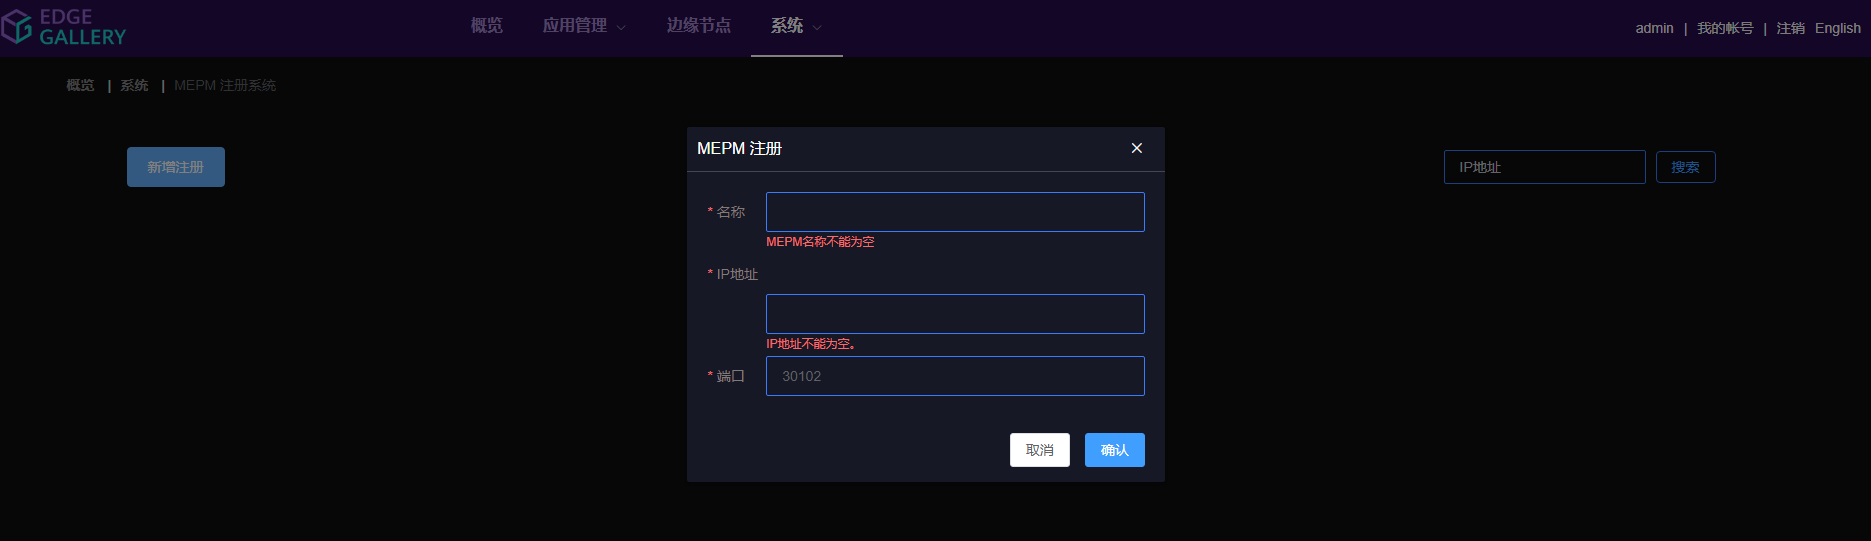 EDGE
GALLERY
概览 应用管理 边缘节点 系统
admin | 我的帐号 | 注销 English
概览 | 系统 | MEPM 注册系统
新增注册
IP地址 搜索
MEPM 注册
* 名称
MEPM名称不能为空
* IP地址
IP地址不能为空。
* 端口 30102
取消 确认